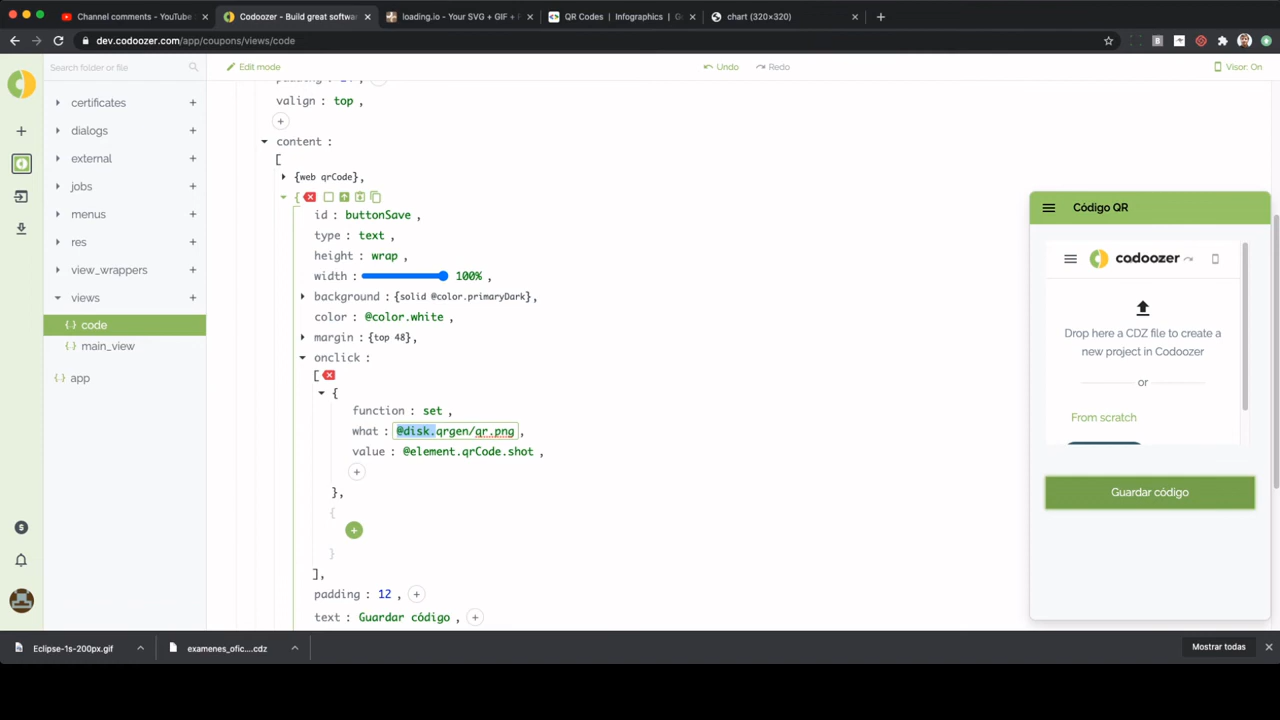 Channel comments - YouTube
Codoozer - Build great softwa
loading.io - Your SVG + GIF + P
QR Codes | Infographics | G
chart (320×320)
dev.codoozer.com/app/coupons/views/code
Search folder or file
Edit mode
Undo
Redo
Visor: On
certificates
dialogs
external
jobs
menus
res
view_wrappers
views
{·} code
{·} main_view
{·} app
valign : top ,
content :
[
{web qrCode},
{
id : buttonSave ,
type : text ,
height : wrap ,
width : 100% ,
background : {solid @color.primaryDark},
color : @color.white ,
margin : {top 48},
onclick :
[
{
function : set ,
what : @disk.qrgen/qr.png ,
value : @element.qrCode.shot ,
},
{
}
],
padding : 12 ,
text : Guardar código ,
Código QR
codoozer
Drop here a CDZ file to create a
new project in Codoozer
or
From scratch
Guardar código
Eclipse-1s-200px.gif
examenes_ofic....cdz
Mostrar todas